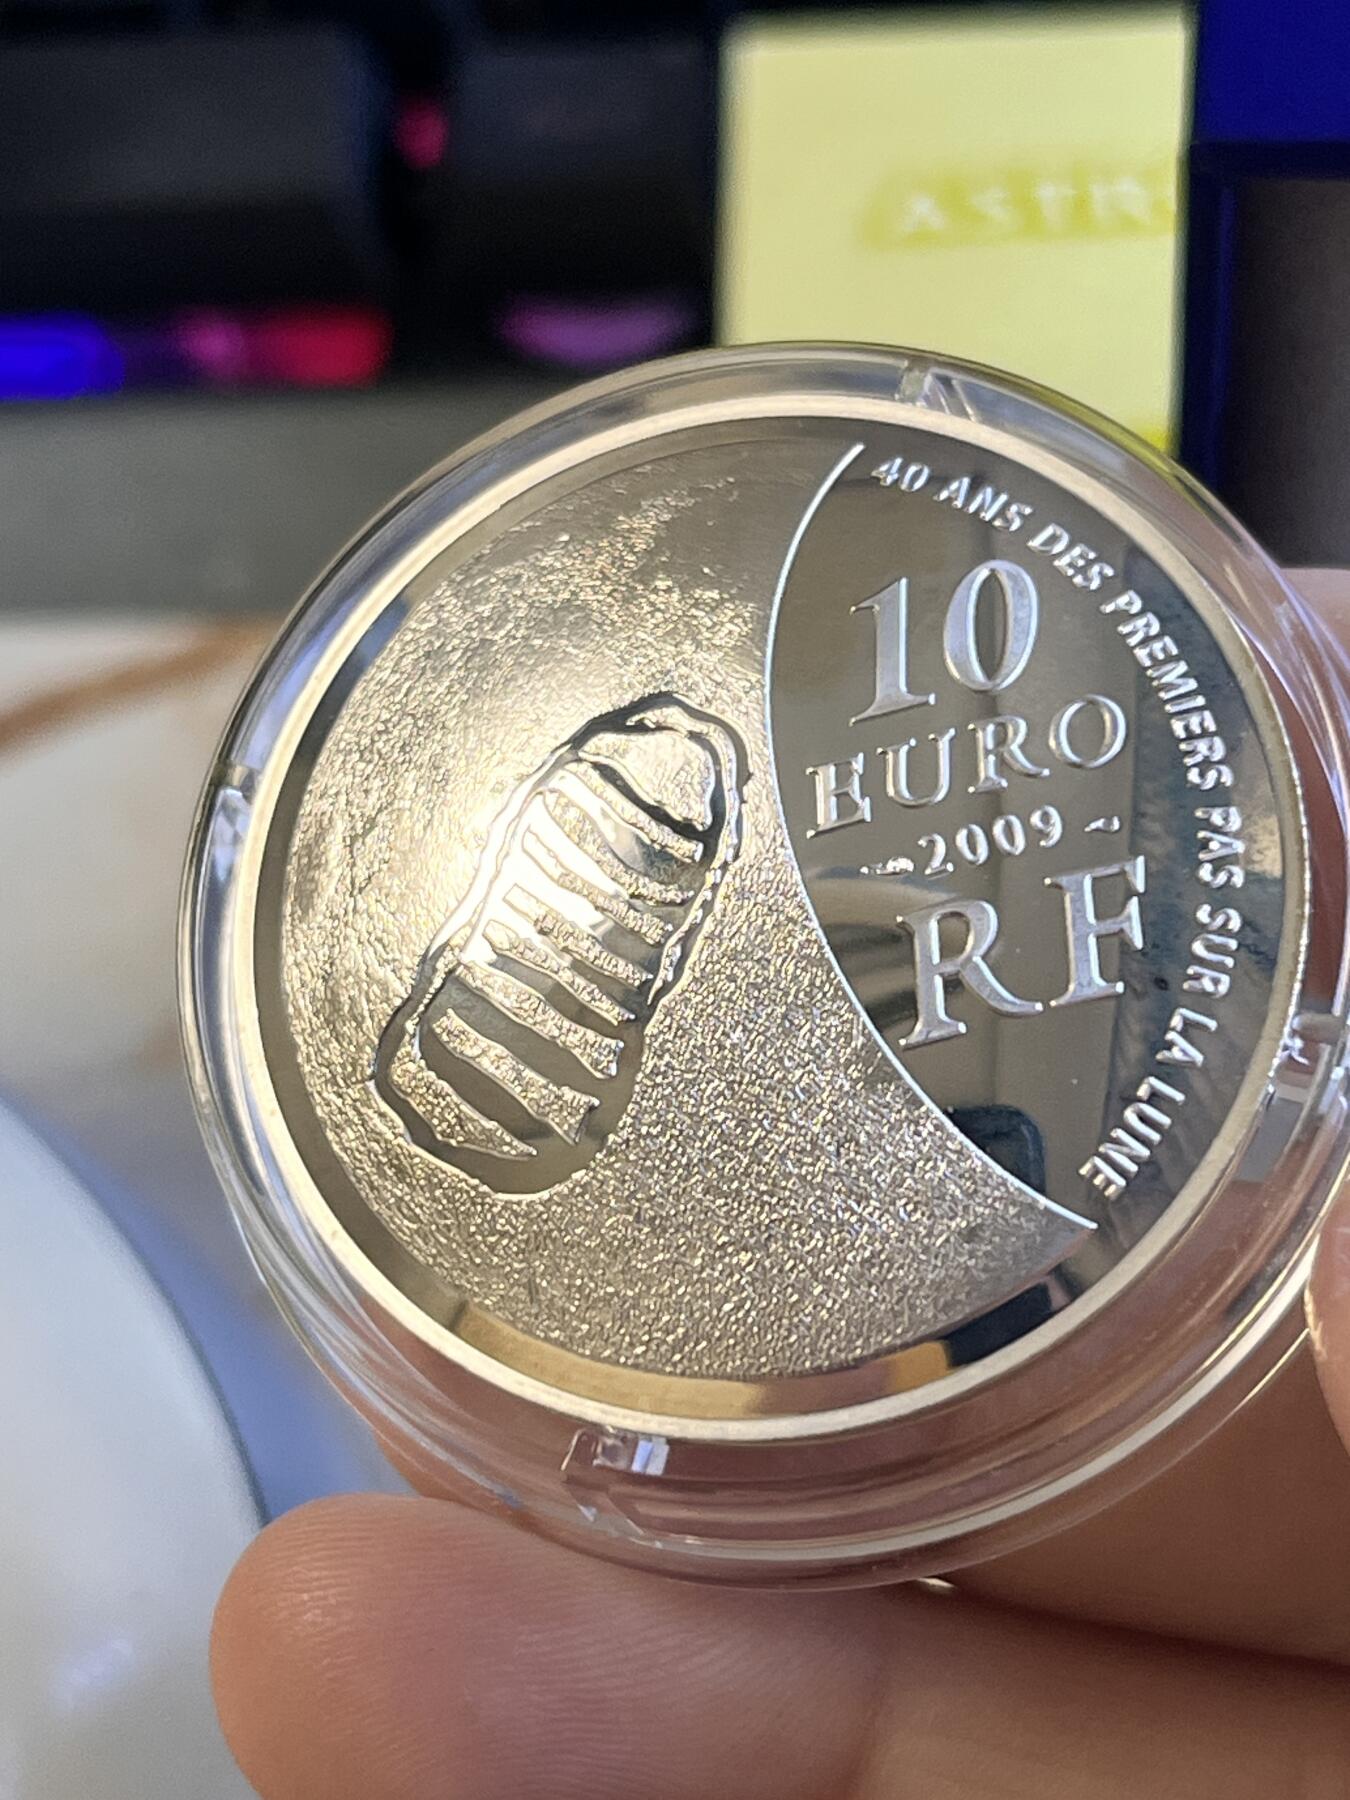 40 ANS DES PREMIERS PAS SUR LA LUNE
10
EURO
2009
RF